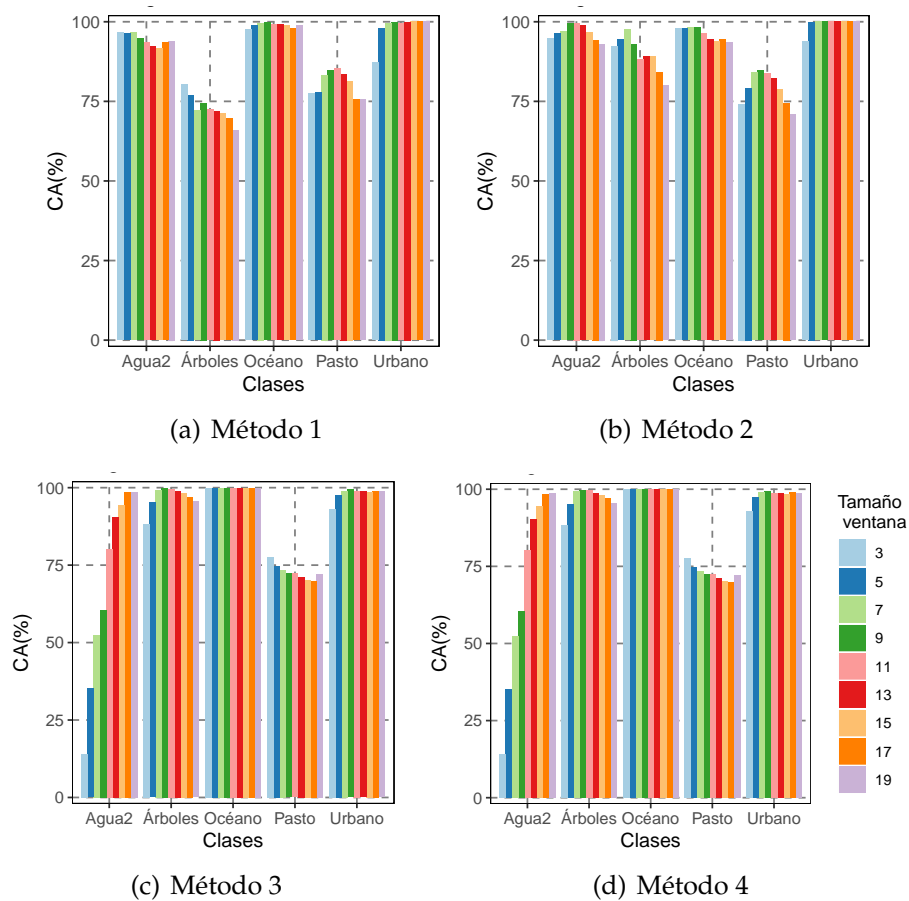 CA(%)
100
75
50
25
0
Agua2 Árboles Océano Pasto Urbano
Clases
(a) Método 1
CA(%)
100
75
50
25
0
Agua2 Árboles Océano Pasto Urbano
Clases
(b) Método 2
CA(%)
100
75
50
25
0
Agua2 Árboles Océano Pasto Urbano
Clases
(c) Método 3
CA(%)
100
75
50
25
0
Agua2 Árboles Océano Pasto Urbano
Clases
(d) Método 4
Tamaño
ventana
3
5
7
9
11
13
15
17
19